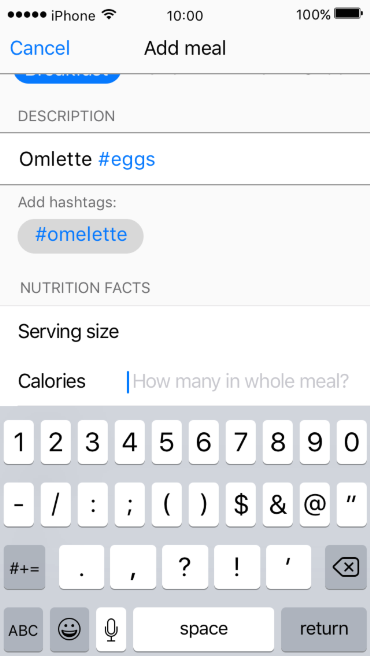 iPhone 10:00 100%
Cancel Add meal
Breakfast
DESCRIPTION
Omlette #eggs
Add hashtags:
#omelette
NUTRITION FACTS
Serving size
Calories How many in whole meal?
1 2 3 4 5 6 7 8 9 0
- / : ; ( ) $ & @ "
#+= . , ? ! ’
ABC space return